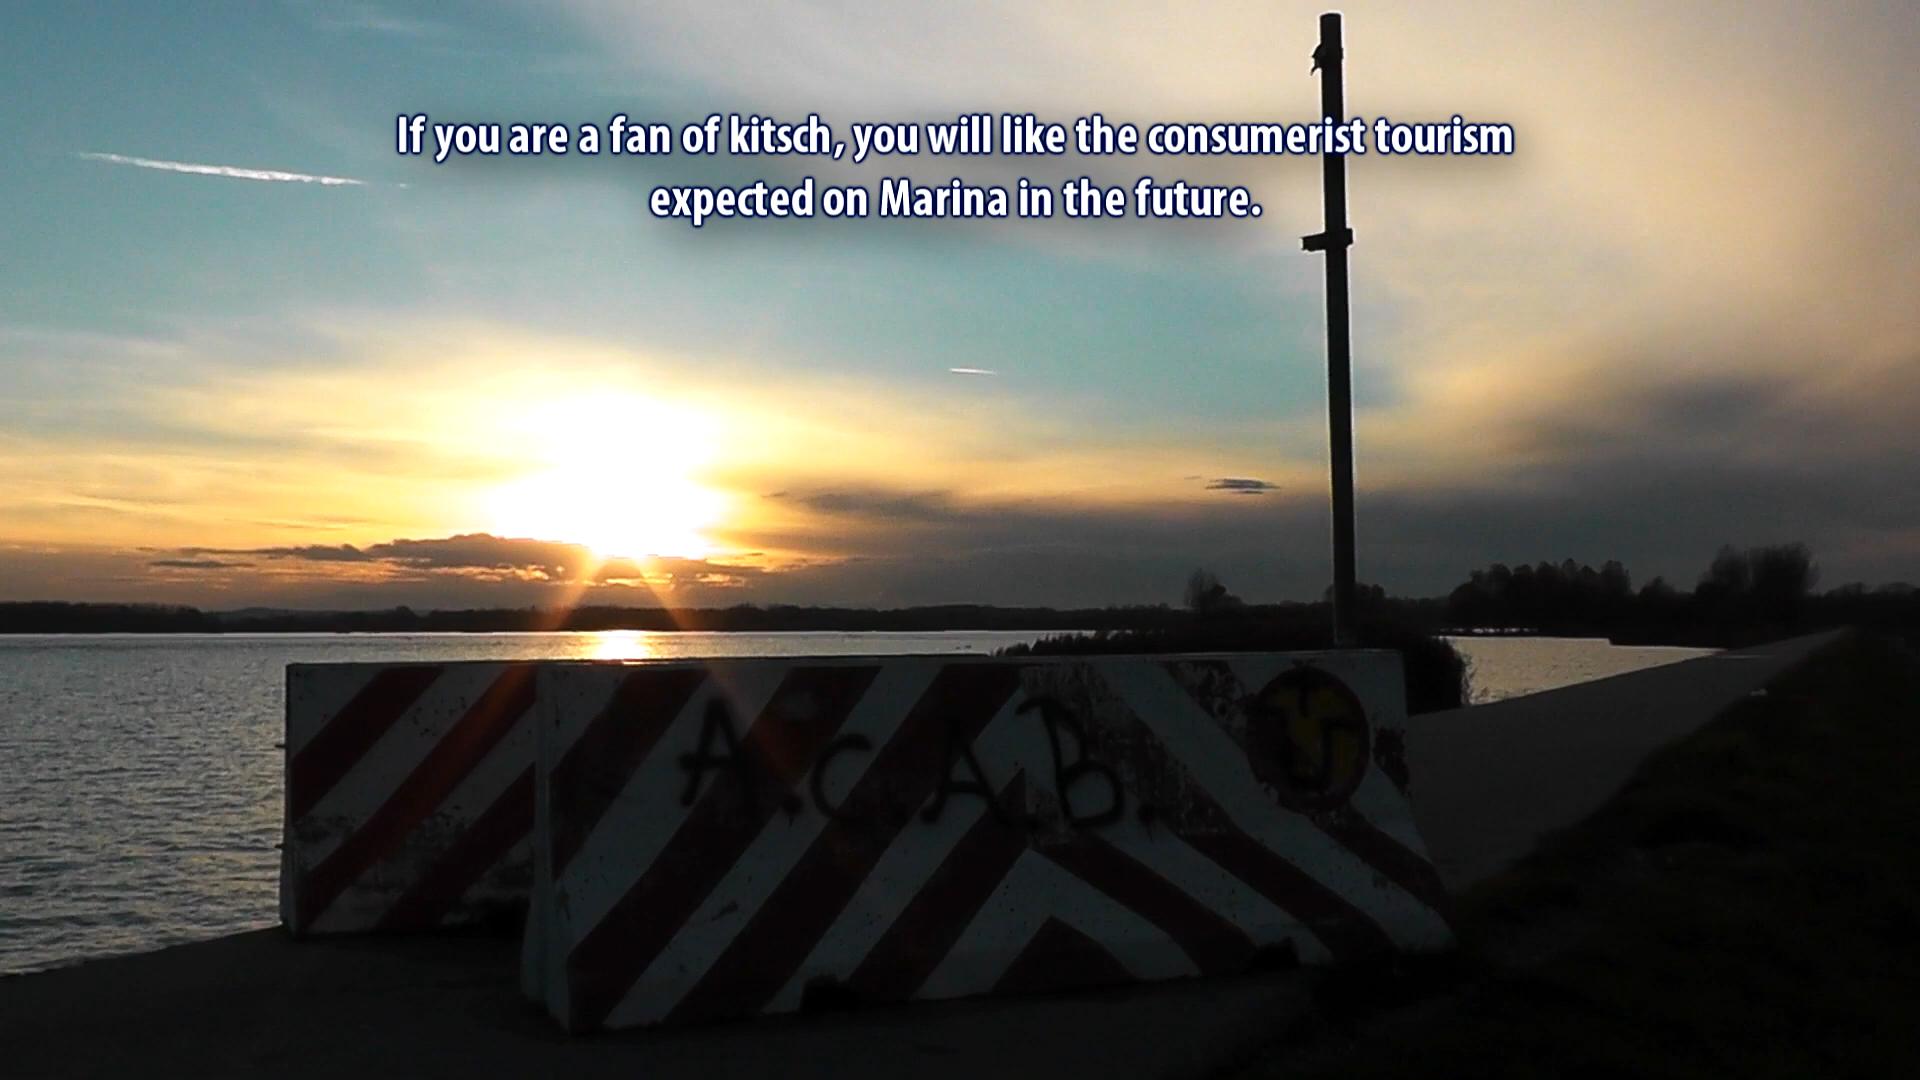 If you are a fan of kitsch, you will like the consumerist tourism
expected on Marina in the future.
A.C.A.B.